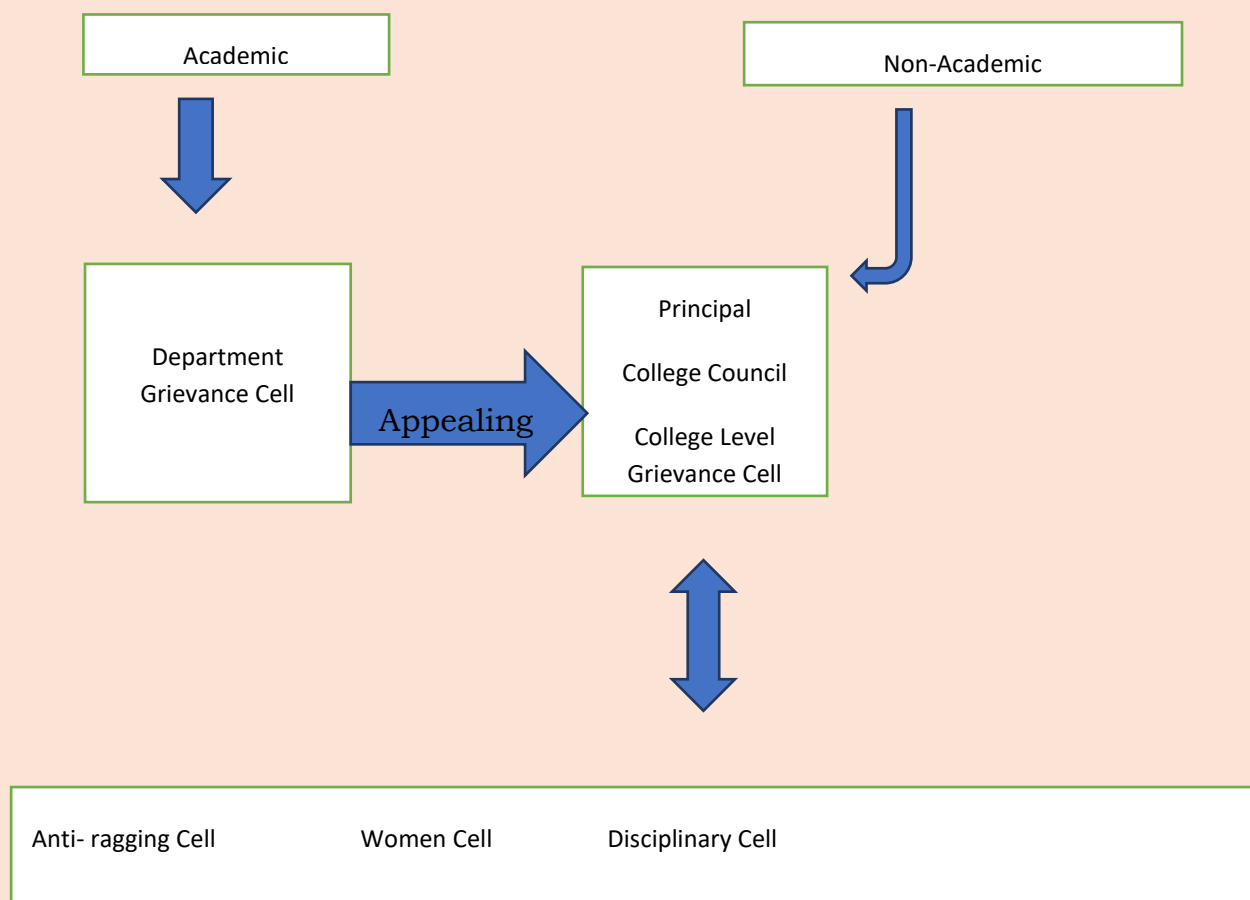 Academic
Non-Academic
Department
Grievance Cell
Appealing
Principal
College Council
College Level
Grievance Cell
Anti- ragging Cell Women Cell Disciplinary Cell